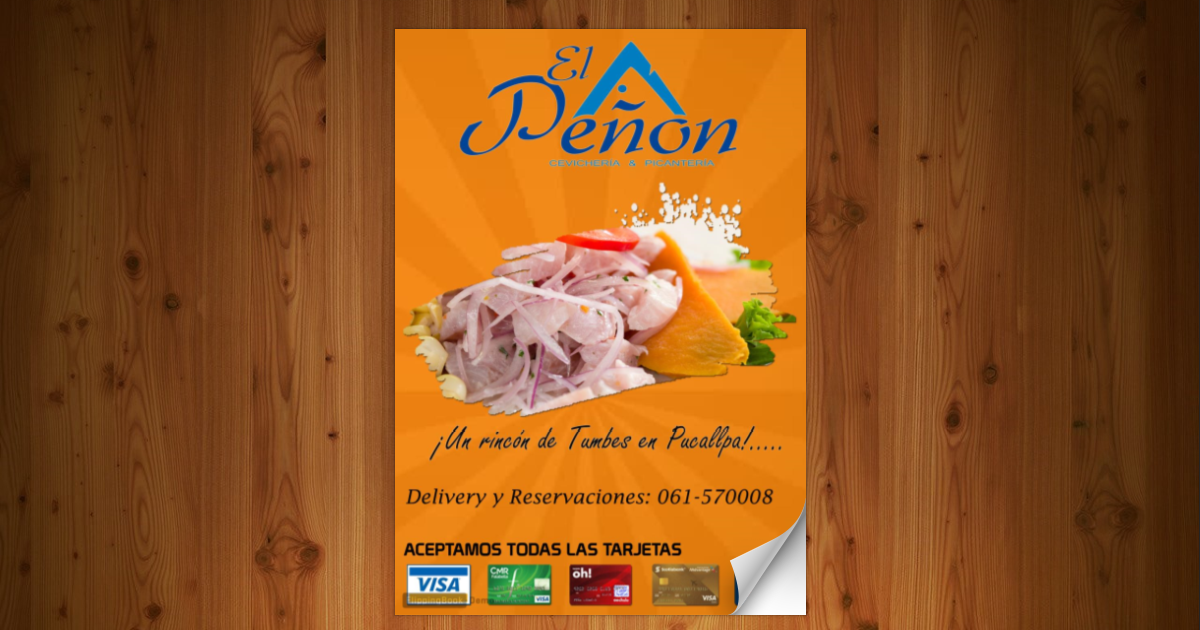 El
Peñon
CEVICHERIA & PICANTERIA
¡Un rincón de Tumbes en Pucallpa!.....
Delivery y Reservaciones: 061-570008
ACEPTAMOS TODAS LAS TARJETAS
VISA
CMR
oh!
VISA
VISA